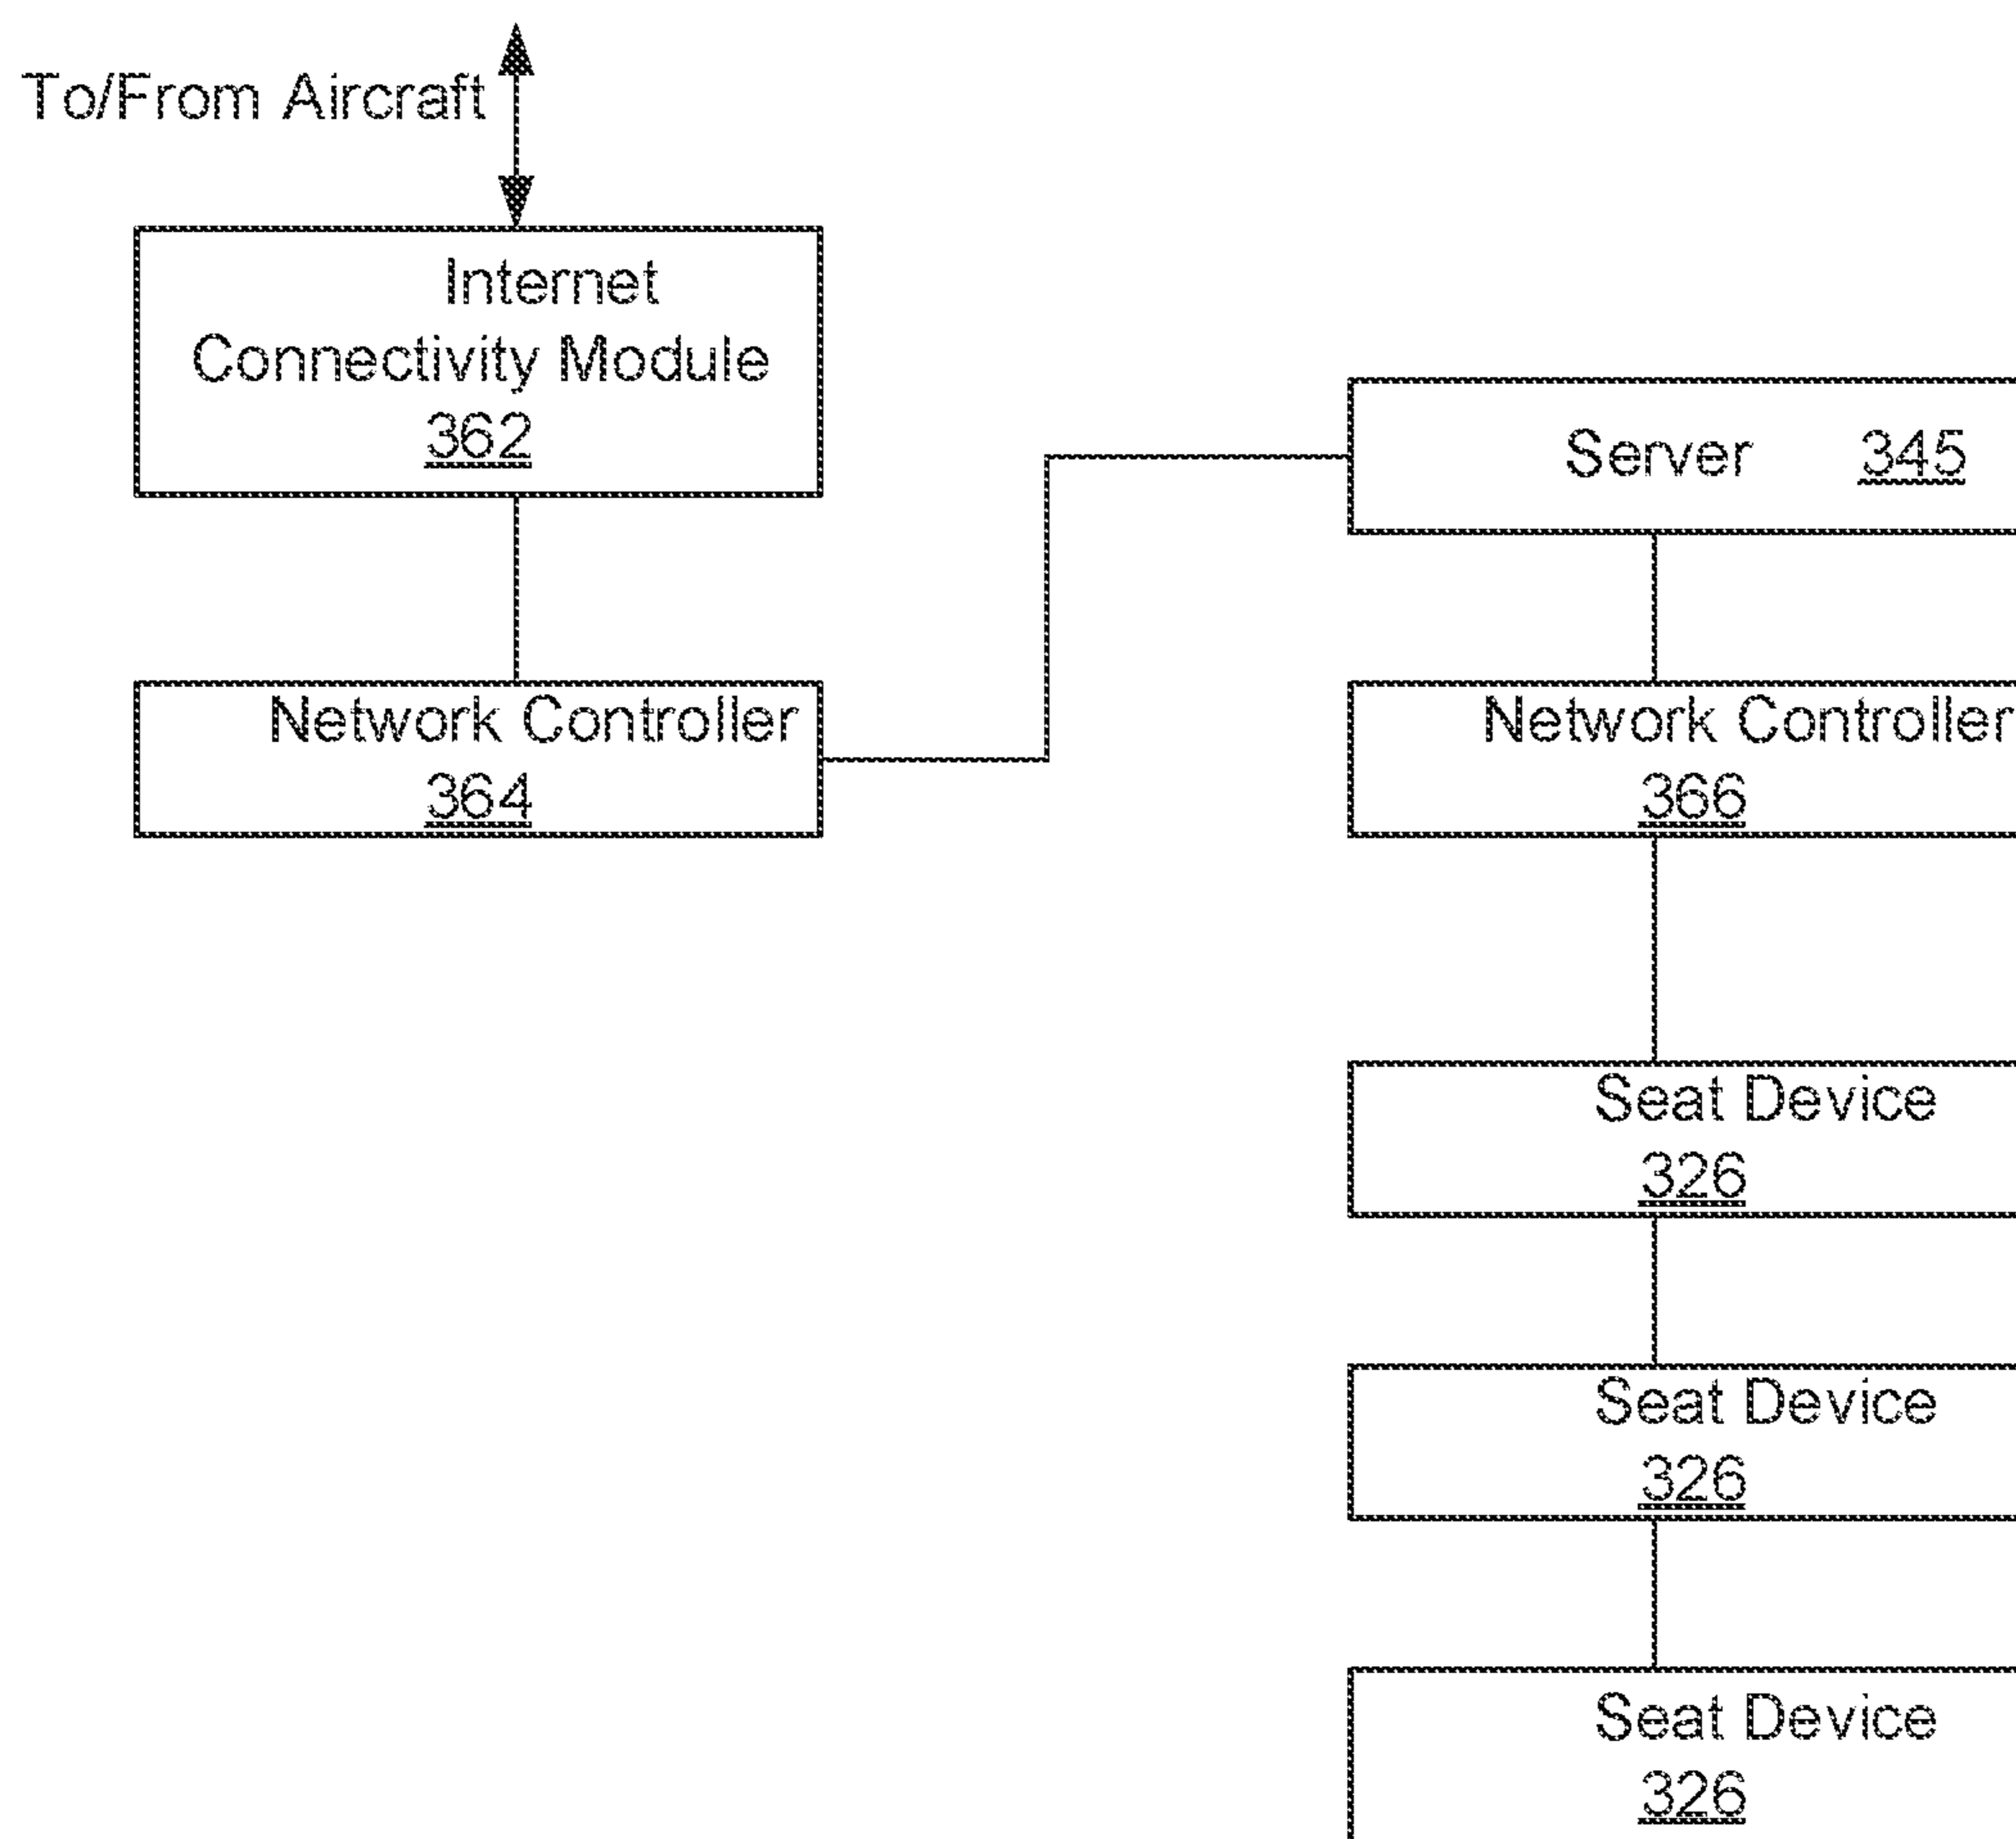 To/From Aircraft
Internet
Connectivity Module
362
Server 345
Network Controller
364
Network Controller
366
Seat Device
326
Seat Device
326
Seat Device
326